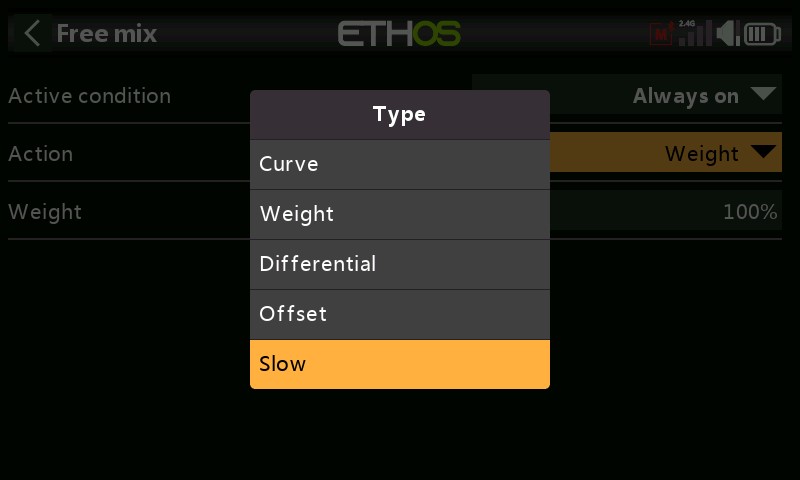 Free mix
ETHOS
M
2.4G
Active condition
Always on
Type
Action
Weight
Curve
Weight
Weight
100%
Differential
Offset
Slow